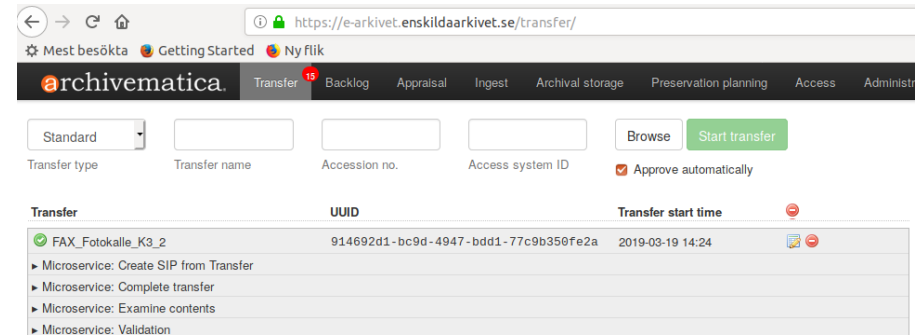 https://e-arkivet.enskildaarkivet.se/transfer/
Mest besökta Getting Started Ny flik
archivematica. Transfer 15 Backlog Appraisal Ingest Archival storage Preservation planning Access Administr
Standard Browse Start transfer
Transfer type Transfer name Accession no. Access system ID Approve automatically
Transfer UUID Transfer start time
FAX_Fotokalle_K3_2 914692d1-bc9d-4947-bdd1-77c9b350fe2a 2019-03-19 14:24
Microservice: Create SIP from Transfer
Microservice: Complete transfer
Microservice: Examine contents
Microservice: Validation